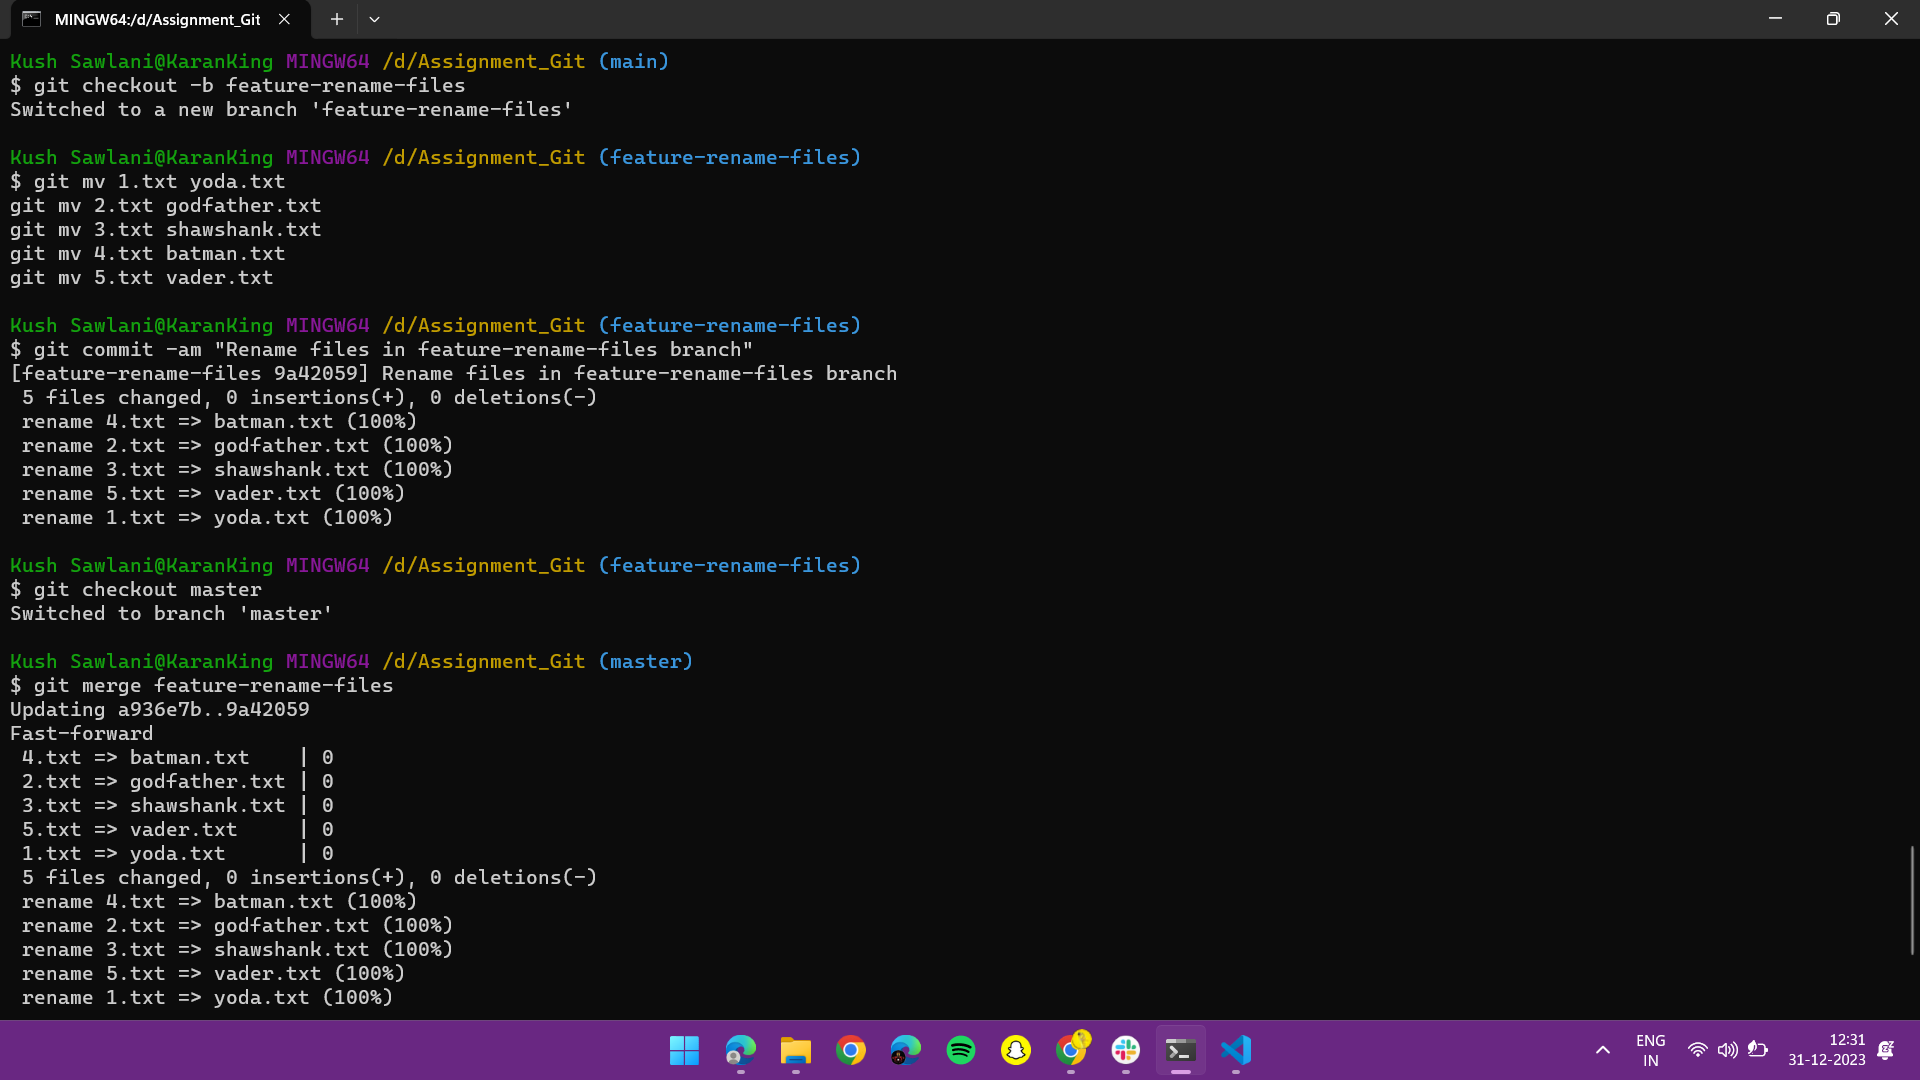 MINGW64:/d/Assignment_Git
Kush Sawlani@KaranKing MINGW64 /d/Assignment_Git (main)
$ git checkout -b feature-rename-files
Switched to a new branch 'feature-rename-files'
Kush Sawlani@KaranKing MINGW64 /d/Assignment_Git (feature-rename-files)
$ git mv 1.txt yoda.txt
git mv 2.txt godfather.txt
git mv 3.txt shawshank.txt
git mv 4.txt batman.txt
git mv 5.txt vader.txt
Kush Sawlani@KaranKing MINGW64 /d/Assignment_Git (feature-rename-files)
$ git commit -am "Rename files in feature-rename-files branch"
[feature-rename-files 9a42059] Rename files in feature-rename-files branch
 5 files changed, 0 insertions(+), 0 deletions(-)
 rename 4.txt => batman.txt (100%)
 rename 2.txt => godfather.txt (100%)
 rename 3.txt => shawshank.txt (100%)
 rename 5.txt => vader.txt (100%)
 rename 1.txt => yoda.txt (100%)
Kush Sawlani@KaranKing MINGW64 /d/Assignment_Git (feature-rename-files)
$ git checkout master
Switched to branch 'master'
Kush Sawlani@KaranKing MINGW64 /d/Assignment_Git (master)
$ git merge feature-rename-files
Updating a936e7b..9a42059
Fast-forward
 4.txt => batman.txt    | 0
 2.txt => godfather.txt | 0
 3.txt => shawshank.txt | 0
 5.txt => vader.txt     | 0
 1.txt => yoda.txt      | 0
 5 files changed, 0 insertions(+), 0 deletions(-)
 rename 4.txt => batman.txt (100%)
 rename 2.txt => godfather.txt (100%)
 rename 3.txt => shawshank.txt (100%)
 rename 5.txt => vader.txt (100%)
 rename 1.txt => yoda.txt (100%)
ENG
IN
12:31
31-12-2023